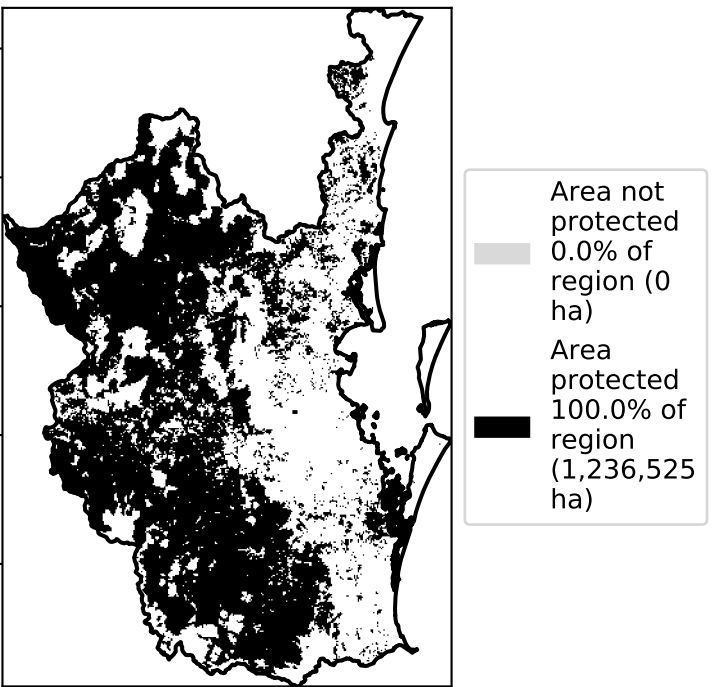 Area not
protected
0.0% of
region (0
ha)
Area
protected
100.0% of
region
(1,236,525
ha)